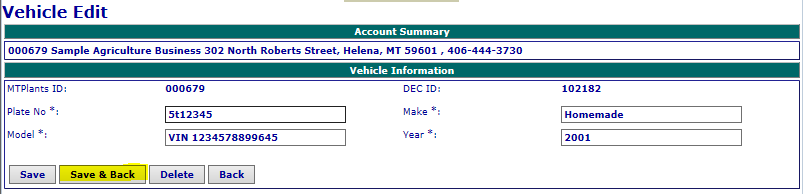 Vehicle Edit
Account Summary
000679 Sample Agriculture Business 302 North Roberts Street, Helena, MT 59601 , 406-444-3730
Vehicle Information
MTPlants ID: 000679 DEC ID: 102182
Plate No *: 5t12345 Make *: Homemade
Model *: VIN 1234578899645 Year *: 2001
Save Save & Back Delete Back